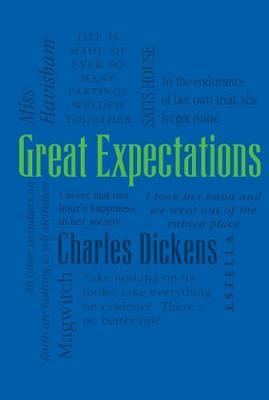 Miss
Havisham
LIFE IS
MADE OF
EVER SO
MANY
PARTINGS
WELDED
TOGETHER
SATIS HOUSE
In the endurance
of her own trial, she
forgot mine
Great Expectations
All other swindlers on
Earth are nothing to self-swindlers
I never had one
hour's happiness
in her society
I took her hand and
we went out of the
ruined place
Charles Dickens
Magwitch
Take nothing on its
looks; take everything
on evidence. There's
no better rule
ESTELLA